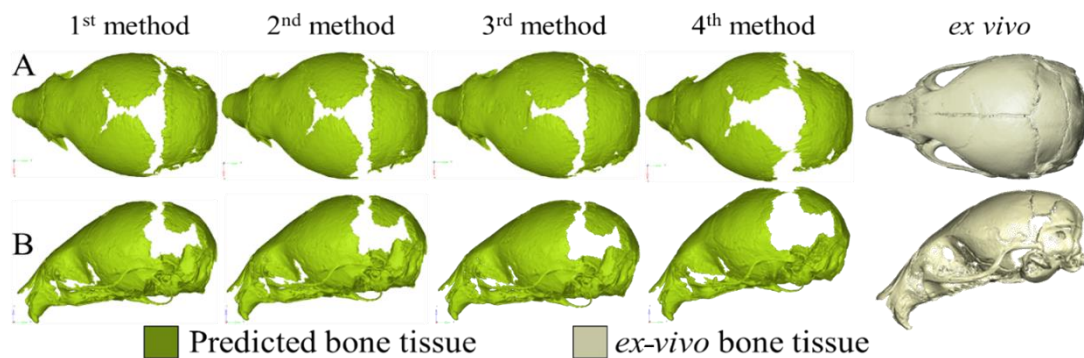 1st method 2nd method 3rd method 4th method ex vivo
A
B
Predicted bone tissue ex-vivo bone tissue